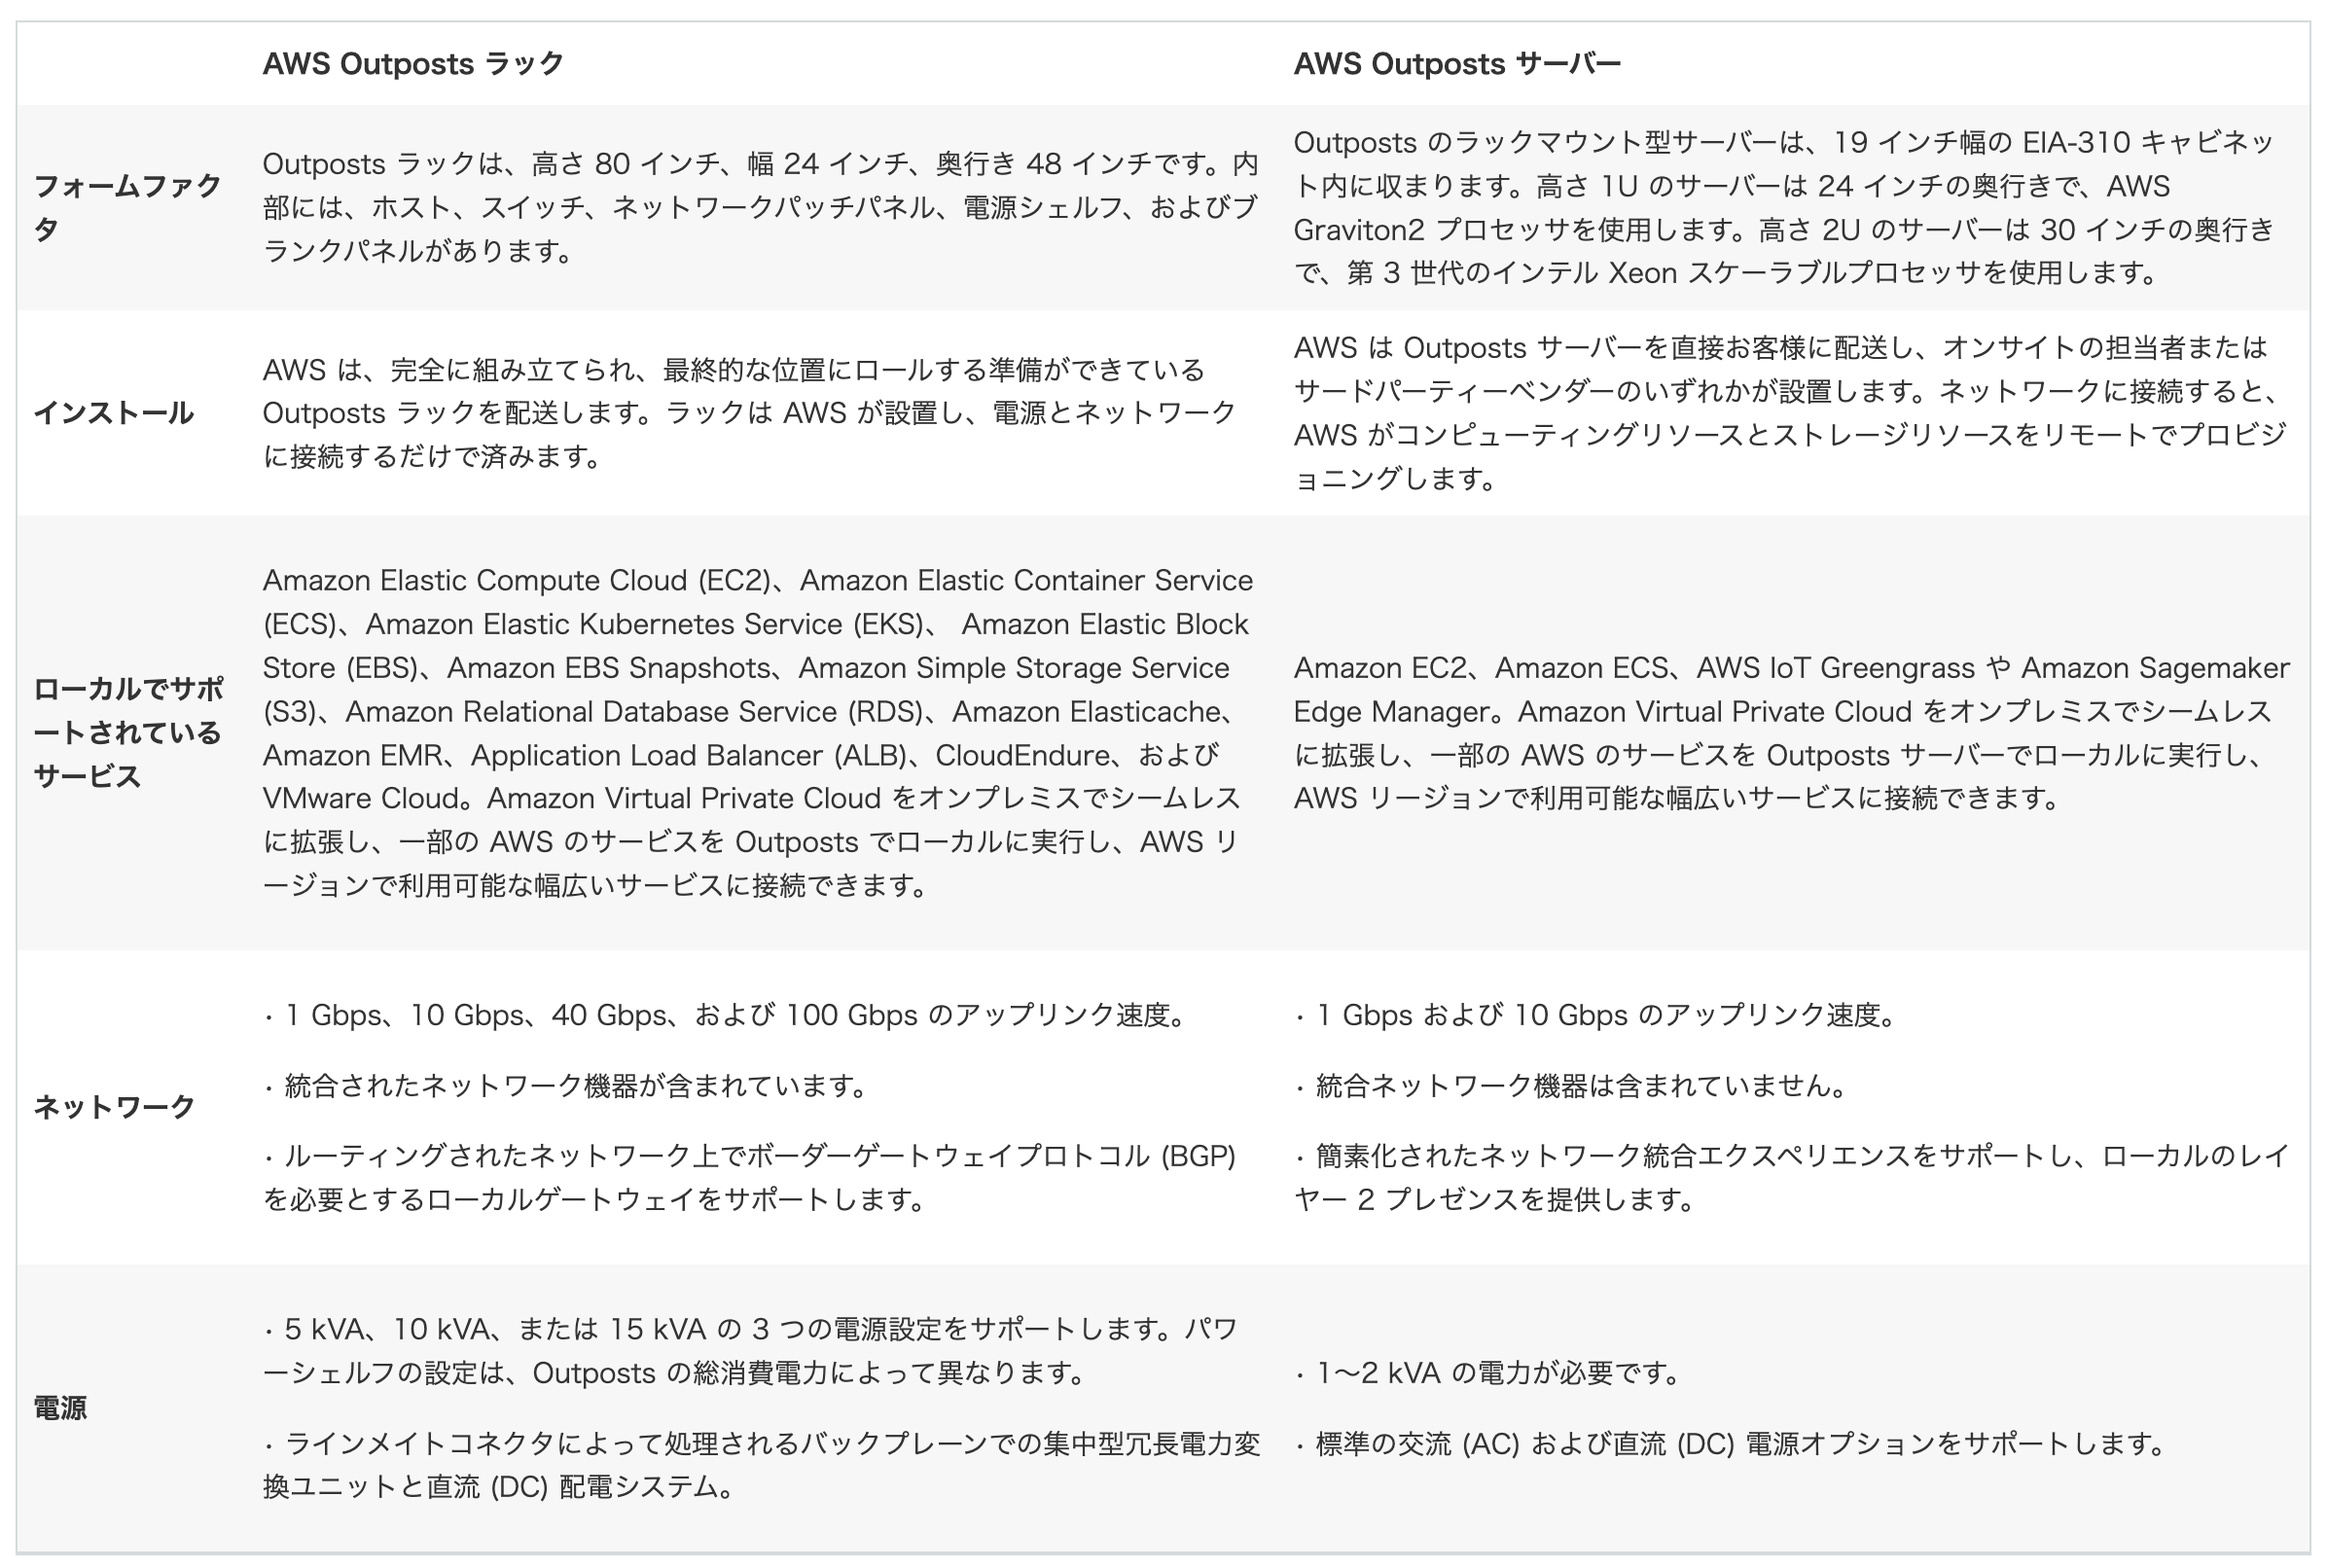 AWS Outposts ラック
AWS Outposts サーバー
フォームファク
タ
Outposts ラックは、高さ 80 インチ、幅 24 インチ、奥行き 48 インチです。内
部には、ホスト、スイッチ、ネットワークパッチパネル、電源シェルフ、およびブ
ランクパネルがあります。
Outposts のラックマウント型サーバーは、19 インチ幅の EIA-310 キャビネッ
ト内に収まります。高さ 1U のサーバーは 24 インチの奥行きで、AWS
Graviton2 プロセッサを使用します。高さ 2U のサーバーは 30 インチの奥行き
で、第 3 世代のインテル Xeon スケーラブルプロセッサを使用します。
インストール
AWS は、完全に組み立てられ、最終的な位置にロールする準備ができている
Outposts ラックを配送します。ラックは AWS が設置し、電源とネットワーク
に接続するだけで済みます。
AWS は Outposts サーバーを直接お客様に配送し、オンサイトの担当者または
サードパーティーベンダーのいずれかが設置します。ネットワークに接続すると、
AWS がコンピューティングリソースとストレージリソースをリモートでプロビジ
ョニングします。
ローカルでサポ
ートされている
サービス
Amazon Elastic Compute Cloud (EC2)、Amazon Elastic Container Service
(ECS)、Amazon Elastic Kubernetes Service (EKS)、 Amazon Elastic Block
Store (EBS)、Amazon EBS Snapshots、Amazon Simple Storage Service
(S3)、Amazon Relational Database Service (RDS)、Amazon Elasticache、
Amazon EMR、Application Load Balancer (ALB)、CloudEndure、および
VMware Cloud。Amazon Virtual Private Cloud をオンプレミスでシームレス
に拡張し、一部の AWS のサービスを Outposts でローカルに実行し、AWS リ
ージョンで利用可能な幅広いサービスに接続できます。
Amazon EC2、Amazon ECS、AWS IoT Greengrass や Amazon Sagemaker
Edge Manager。Amazon Virtual Private Cloud をオンプレミスでシームレス
に拡張し、一部の AWS のサービスを Outposts サーバーでローカルに実行し、
AWS リージョンで利用可能な幅広いサービスに接続できます。
ネットワーク
· 1 Gbps、10 Gbps、40 Gbps、および 100 Gbps のアップリンク速度。
· 統合されたネットワーク機器が含まれています。
· ルーティングされたネットワーク上でボーダーゲートウェイプロトコル (BGP)
を必要とするローカルゲートウェイをサポートします。
· 1 Gbps および 10 Gbps のアップリンク速度。
· 統合ネットワーク機器は含まれていません。
· 簡素化されたネットワーク統合エクスペリエンスをサポートし、ローカルのレイ
ヤー 2 プレゼンスを提供します。
電源
· 5 kVA、10 kVA、または 15 kVA の 3 つの電源設定をサポートします。パワ
ーシェルフの設定は、Outposts の総消費電力によって異なります。
· ラインメイトコネクタによって処理されるバックプレーンでの集中型冗長電力変
換ユニットと直流 (DC) 配電システム。
· 1〜2 kVA の電力が必要です。
· 標準の交流 (AC) および直流 (DC) 電源オプションをサポートします。